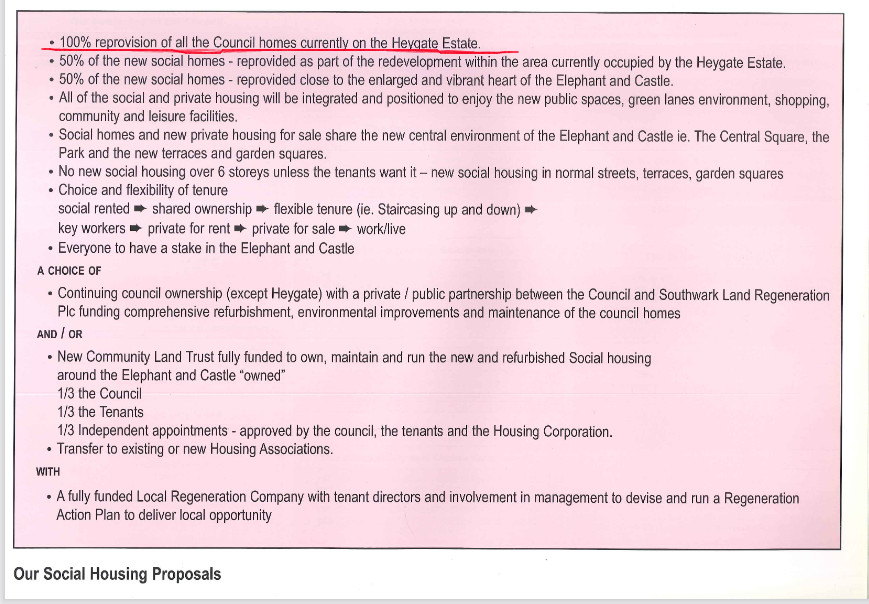 • 100% reprovision of all the Council homes currently on the Heygate Estate.
• 50% of the new social homes - reprovided as part of the redevelopment within the area currently occupied by the Heygate Estate.
• 50% of the new social homes - reprovided close to the enlarged and vibrant heart of the Elephant and Castle.
• All of the social and private housing will be integrated and positioned to enjoy the new public spaces, green lanes environment, shopping,
community and leisure facilities.
• Social homes and new private housing for sale share the new central environment of the Elephant and Castle ie. The Central Square, the
Park and the new terraces and garden squares.
• No new social housing over 6 storeys unless the tenants want it – new social housing in normal streets, terraces, garden squares
• Choice and flexibility of tenure
social rented ➨ shared ownership ➨ flexible tenure (ie. Staircasing up and down) ➨
key workers ➨ private for rent ➨ private for sale ➨ work/live
• Everyone to have a stake in the Elephant and Castle
A CHOICE OF
• Continuing council ownership (except Heygate) with a private / public partnership between the Council and Southwark Land Regeneration
Plc funding comprehensive refurbishment, environmental improvements and maintenance of the council homes
AND / OR
• New Community Land Trust fully funded to own, maintain and run the new and refurbished Social housing
around the Elephant and Castle “owned”
1/3 the Council
1/3 the Tenants
1/3 Independent appointments - approved by the council, the tenants and the Housing Corporation.
• Transfer to existing or new Housing Associations.
WITH
• A fully funded Local Regeneration Company with tenant directors and involvement in management to devise and run a Regeneration
Action Plan to deliver local opportunity
Our Social Housing Proposals